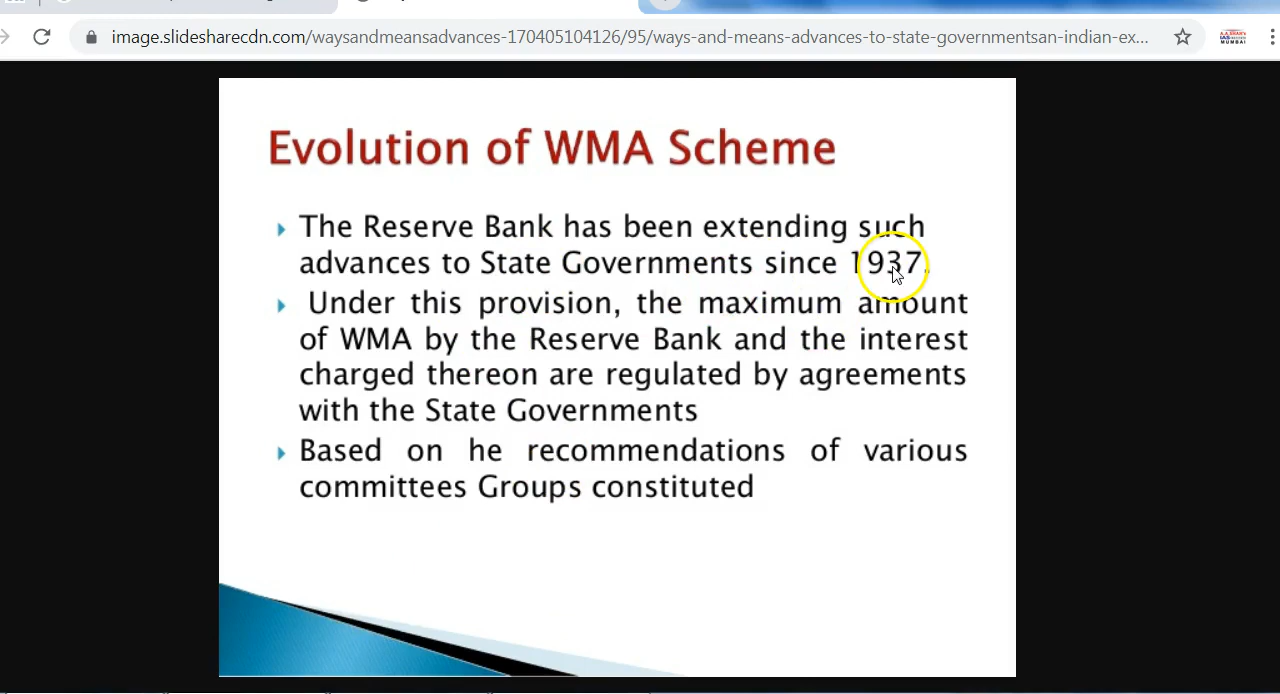 image.slidesharecdn.com/waysandmeansadvances-170405104126/95/ways-and-means-advances-to-state-governmentsan-indian-ex...
MUMBAI
Evolution of WMA Scheme
The Reserve Bank has been extending such
advances to State Governments since 1937.
Under this provision, the maximum amount
of WMA by the Reserve Bank and the interest
charged thereon are regulated by agreements
with the State Governments
Based on he recommendations of various
committees Groups constituted